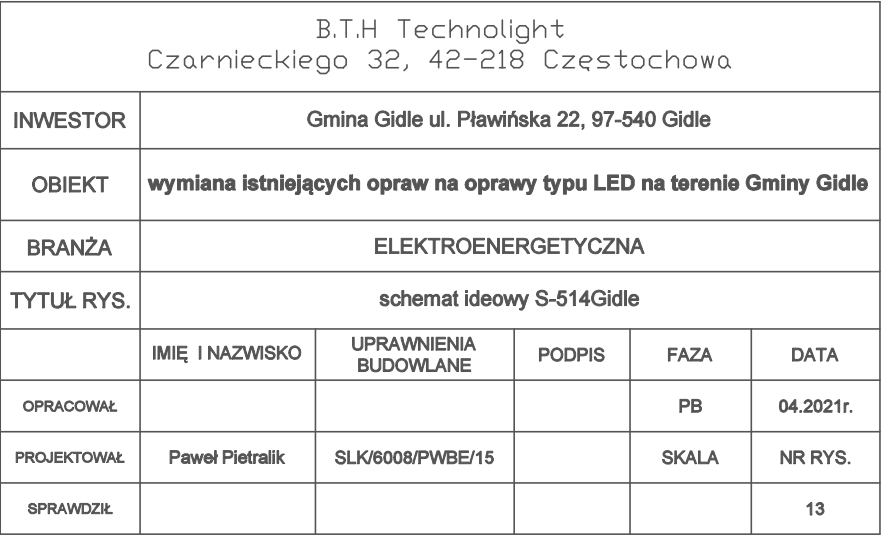 B.T.H Technolight
Czarnieckiego 32, 42-218 Częstochowa
INWESTOR Gmina Gidle ul. Pławińska 22, 97-540 Gidle
OBIEKT wymiana istniejących opraw na oprawy typu LED na terenie Gminy Gidle
BRANŻA ELEKTROENERGETYCZNA
TYTUŁ RYS. schemat ideowy S-514Gidle
IMIĘ I NAZWISKO UPRAWNIENIA BUDOWLANE PODPIS FAZA DATA
OPRACOWAŁ PB 04.2021r.
PROJEKTOWAŁ Paweł Pietralik SLK/6008/PWBE/15 SKALA NR RYS.
SPRAWDZIŁ 13